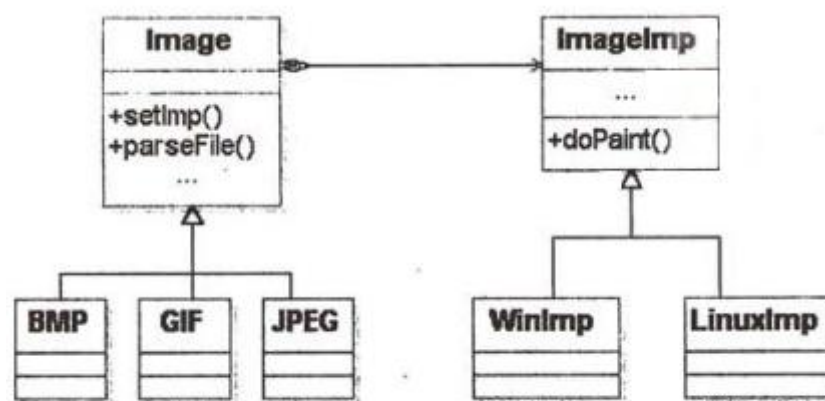 Image
+setImp()
+parseFile()
...
ImageImp
...
+doPaint()
BMP
GIF
JPEG
WinImp
LinuxImp